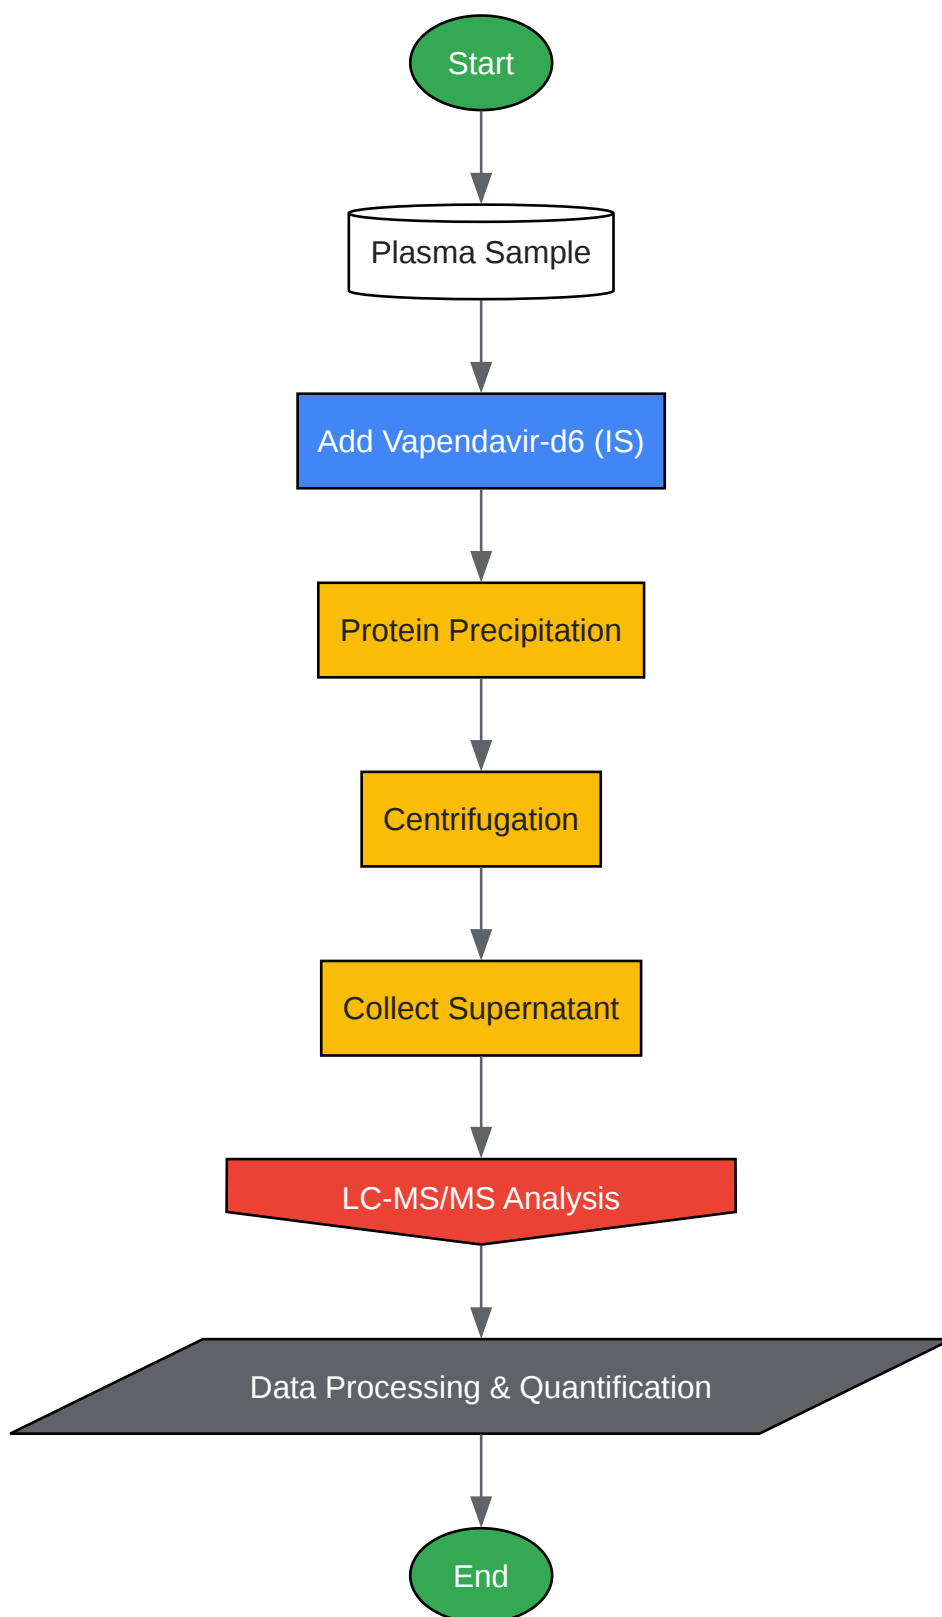 Start
Plasma Sample
Add Vapendavir-d6 (IS)
Protein Precipitation
Centrifugation
Collect Supernatant
LC-MS/MS Analysis
Data Processing & Quantification
End